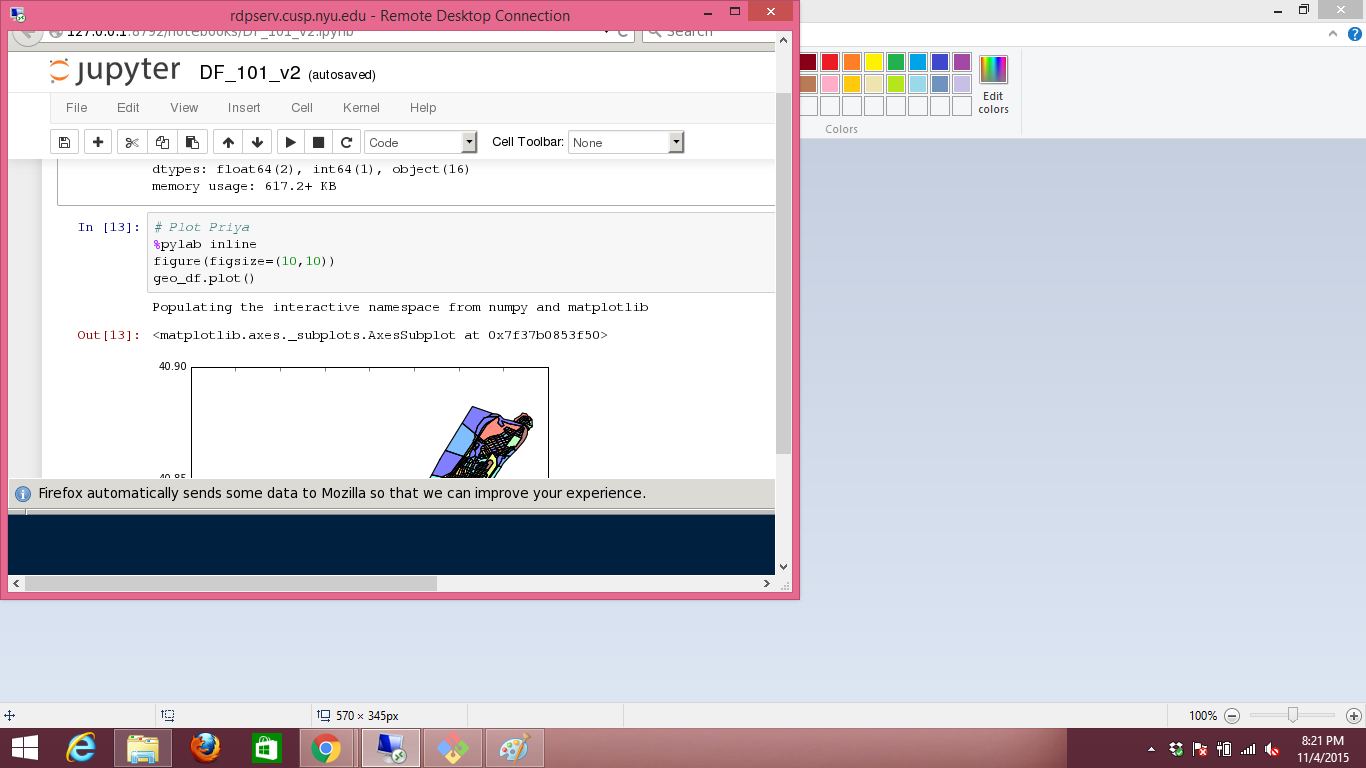 rdpserv.cusp.nyu.edu - Remote Desktop Connection
127.0.0.1:8792/notebooks/DF_101_v2.ipynb
Search
jupyter DF_101_v2 (autosaved)
File Edit View Insert Cell Kernel Help
Code Cell Toolbar: None
dtypes: float64(2), int64(1), object(16)
memory usage: 617.2+ KB
In [13]: # Plot Priya
%pylab inline
figure(figsize=(10,10))
geo_df.plot()
Populating the interactive namespace from numpy and matplotlib
Out[13]: <matplotlib.axes._subplots.AxesSubplot at 0x7f37b0853f50>
40.90
40.85
Firefox automatically sends some data to Mozilla so that we can improve your experience.
Edit
colors
Colors
570 × 345px
100%
8:21 PM
11/4/2015